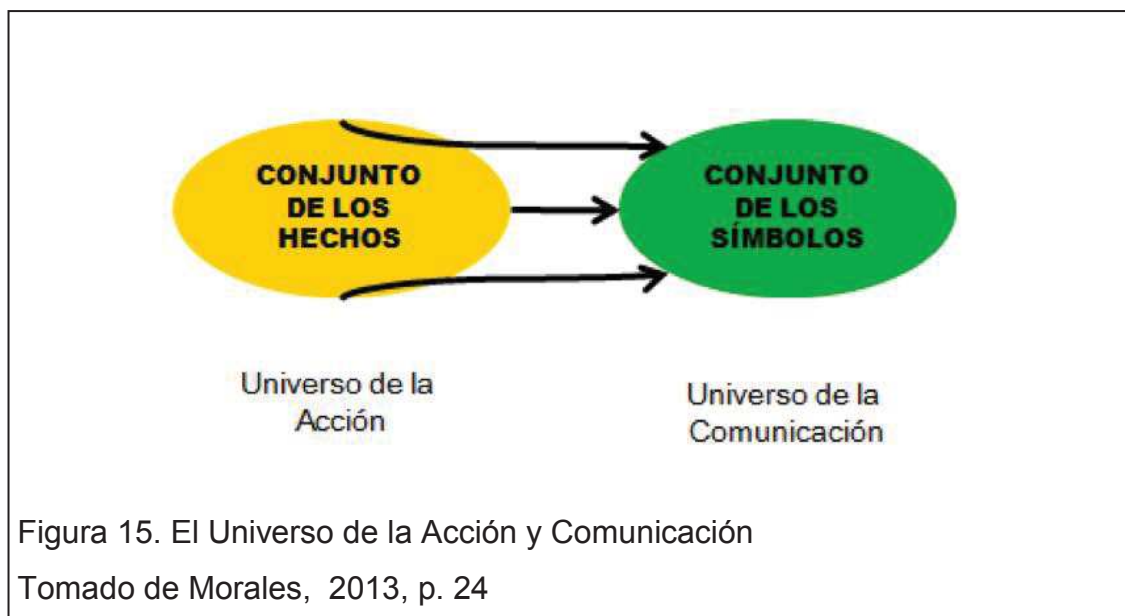 CONJUNTO
DE LOS
HECHOS
CONJUNTO
DE LOS
SÍMBOLOS
Universo de la
Acción
Universo de la
Comunicación
Figura 15. El Universo de la Acción y Comunicación
Tomado de Morales, 2013, p. 24